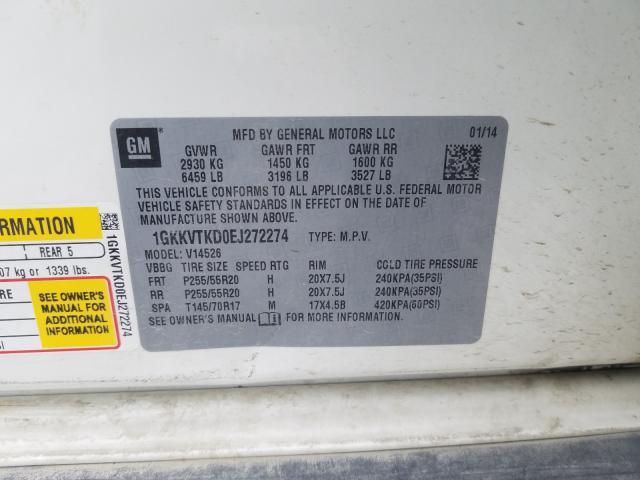 GM
MFD BY GENERAL MOTORS LLC 01/14
GVWR GAWR FRT GAWR RR
2930 KG 1450 KG 1600 KG
6459 LB 3196 LB 3527 LB
THIS VEHICLE CONFORMS TO ALL APPLICABLE U.S. FEDERAL MOTOR
VEHICLE SAFETY STANDARDS IN EFFECT ON THE DATE OF
MANUFACTURE SHOWN ABOVE.
1GKKVTKD0EJ272274 TYPE: M.P.V.
MODEL: V14526
VBBG TIRE SIZE SPEED RTG RIM COLD TIRE PRESSURE
FRT P255/55R20 H 20X7.5J 240KPA(35PSI)
RR P255/55R20 H 20X7.5J 240KPA(35PSI)
SPA T145/70R17 M 17X4.5B 420KPA(60PSI)
SEE OWNER'S MANUAL FOR MORE INFORMATION.
REAR 5
kg or 1339 lbs.
SEE OWNER'S
MANUAL FOR
ADDITIONAL
INFORMATION
1GKKVTKD0EJ272274